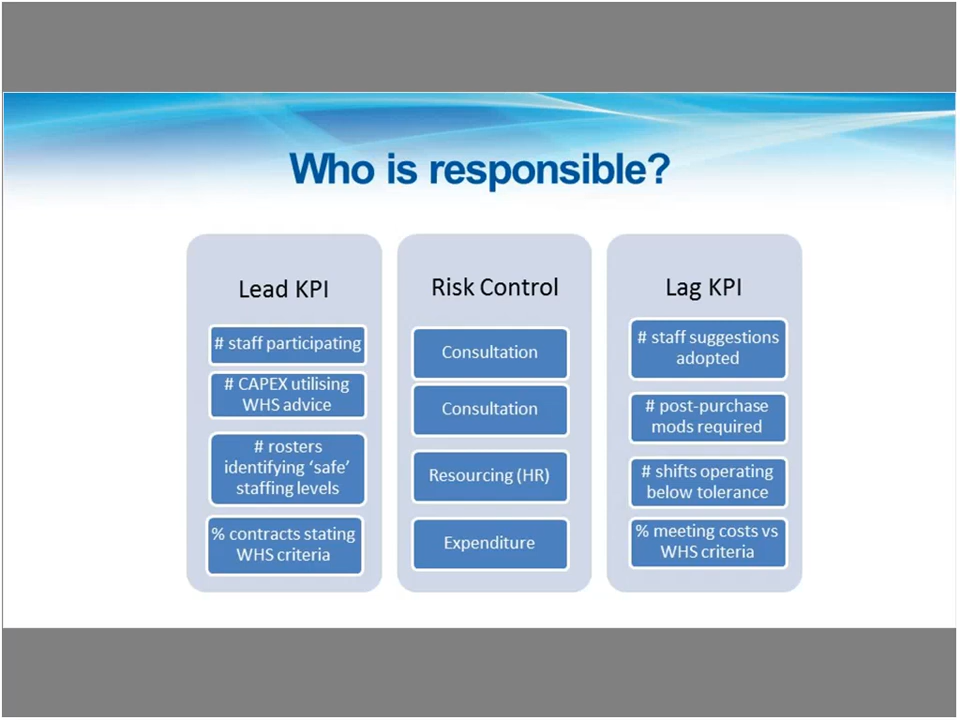 Who is responsible?
Lead KPI
# staff participating
# CAPEX utilising
WHS advice
# rosters
identifying ‘safe’
staffing levels
% contracts stating
WHS criteria
Risk Control
Consultation
Consultation
Resourcing (HR)
Expenditure
Lag KPI
# staff suggestions
adopted
# post-purchase
mods required
# shifts operating
below tolerance
% meeting costs vs
WHS criteria